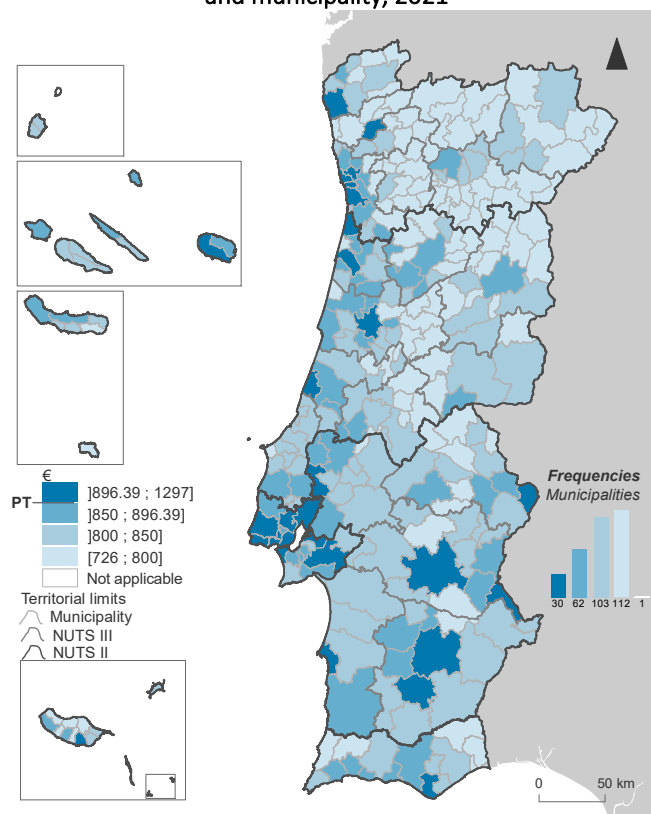 and municipality, 2021
€
]896.39 ; 1297]
PT
]850 ; 896.39]
]800 ; 850]
[726 ; 800]
Not applicable
Territorial limits
Municipality
NUTS III
NUTS II
Frequencies
Municipalities
30 62 103 112 1
0 50 km